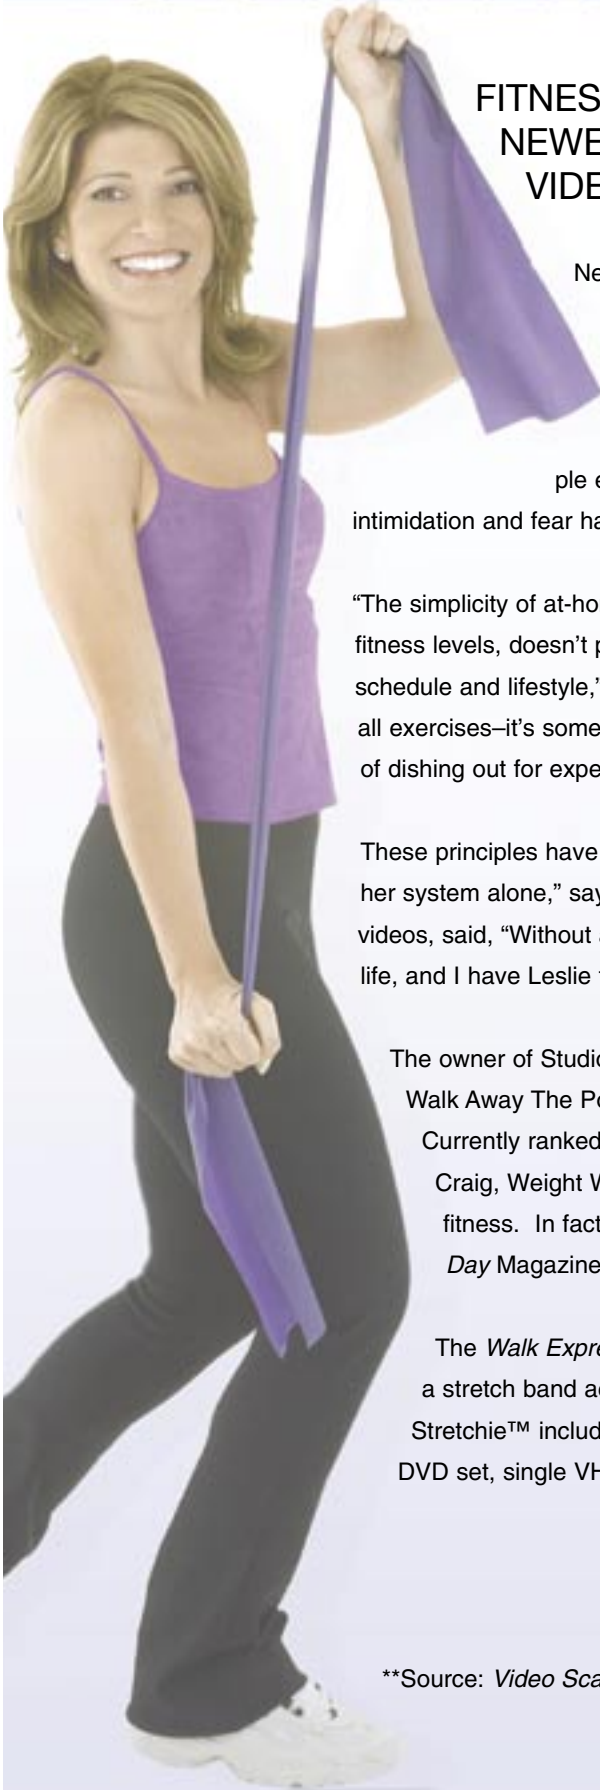 FITNES
NEWE
VIDE
Ne
ple e
intimidation and fear ha
“The simplicity of at-ho
fitness levels, doesn’t p
schedule and lifestyle,”
all exercises–it’s some
of dishing out for expe
These principles have
her system alone,” say
videos, said, “Without a
life, and I have Leslie t
The owner of Studio
Walk Away The Po
Currently ranked
Craig, Weight W
fitness. In fact
Day Magazine
The Walk Expre
a stretch band ac
Stretchie™ includ
DVD set, single VH
**Source: Video Sca